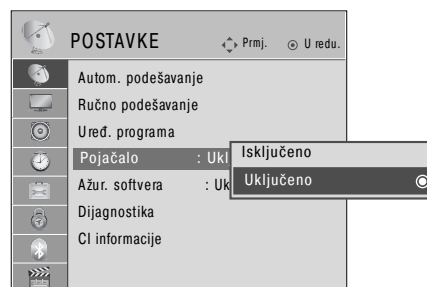 POSTAVKE Prmj. U redu.
Autom. podešavanje
Ručno podešavanje
Uređ. programa
Pojačalo : Ukl
Isključeno
Uključeno
Ažur. softvera : Uk
Dijagnostika
CI informacije